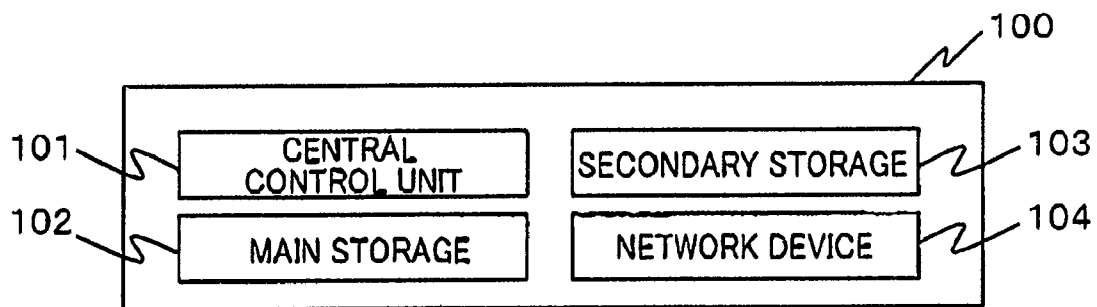 100
101
CENTRAL
CONTROL UNIT
SECONDARY STORAGE
103
102
MAIN STORAGE
NETWORK DEVICE
104